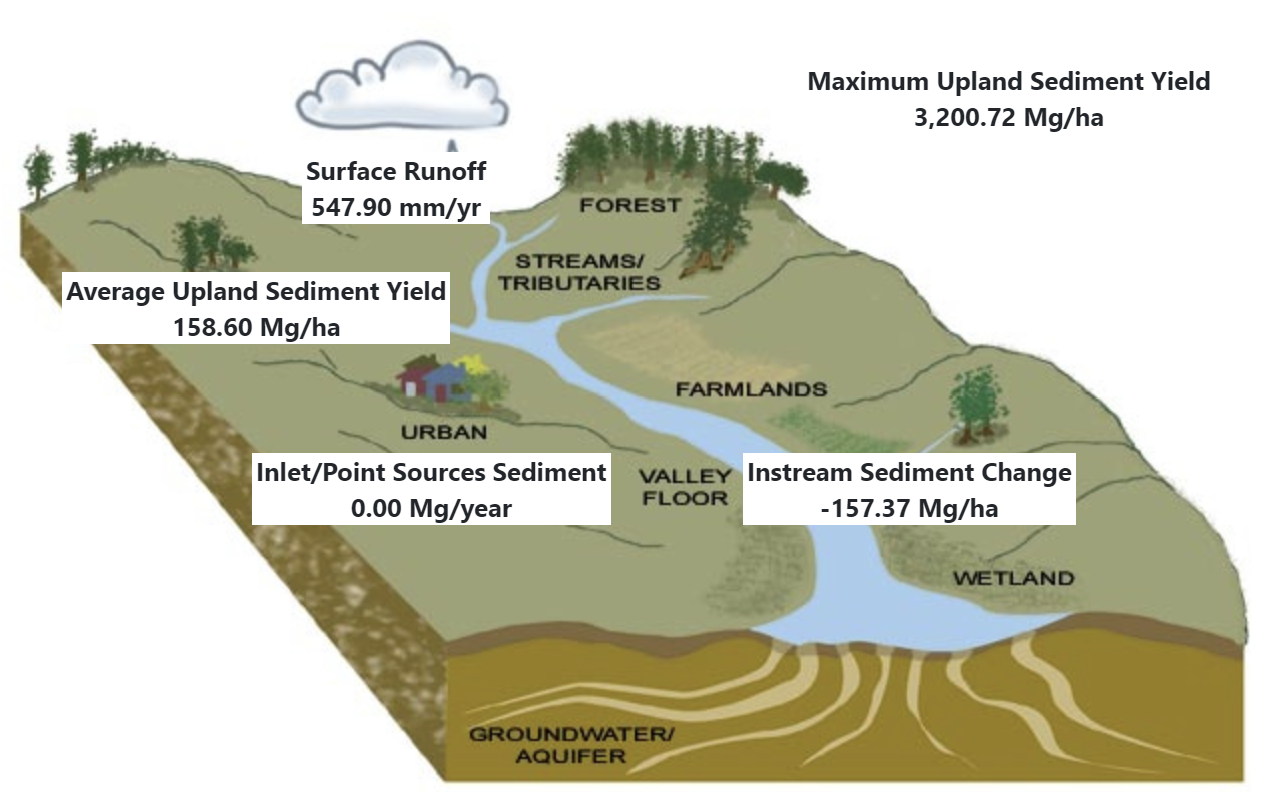 Maximum Upland Sediment Yield
3,200.72 Mg/ha
Surface Runoff
547.90 mm/yr
FOREST
STREAMS/
TRIBUTARIES
Average Upland Sediment Yield
158.60 Mg/ha
FARMLANDS
URBAN
Inlet/Point Sources Sediment
0.00 Mg/year
VALLEY
FLOOR
Instream Sediment Change
-157.37 Mg/ha
WETLAND
GROUNDWATER/
AQUIFER